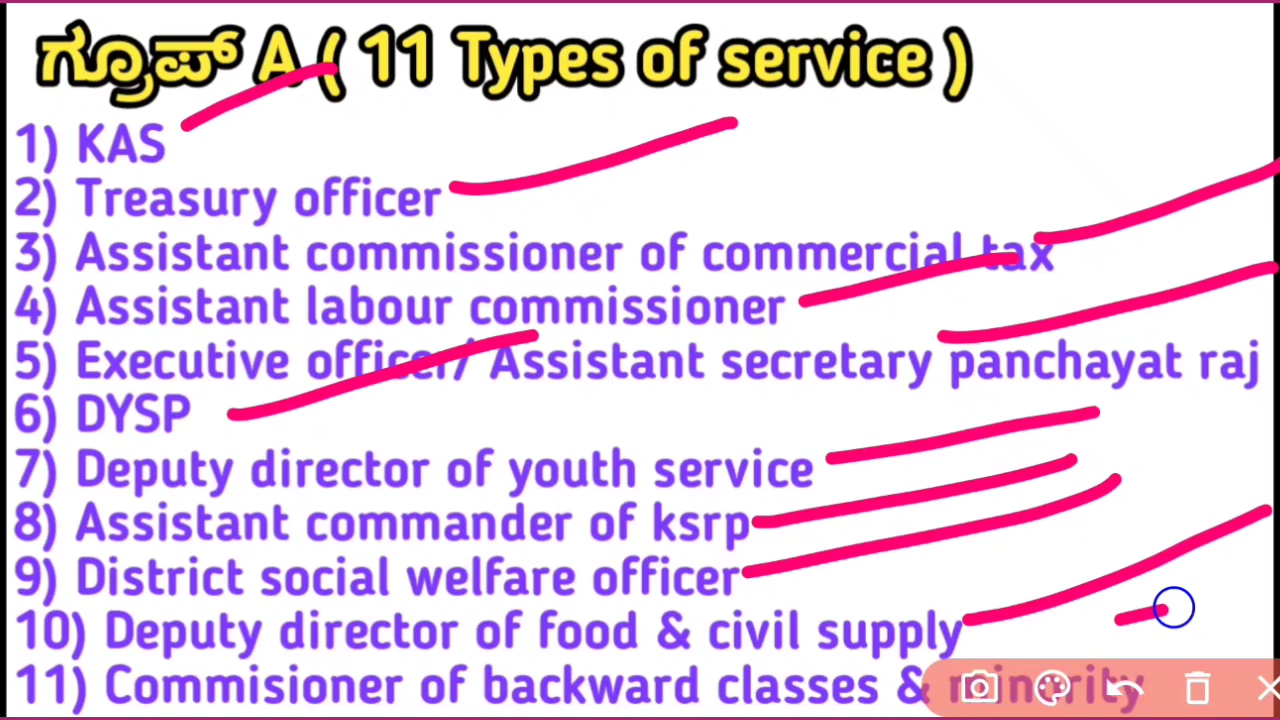 ಗ್ರೂಪ್ A ( 11 Types of service )
1) KAS
2) Treasury officer
3) Assistant commissioner of commercial tax
4) Assistant labour commissioner
5) Executive officer/ Assistant secretary panchayat raj
6) DYSP
7) Deputy director of youth service
8) Assistant commander of ksrp
9) District social welfare officer
10) Deputy director of food & civil supply
11) Commisioner of backward classes & minority